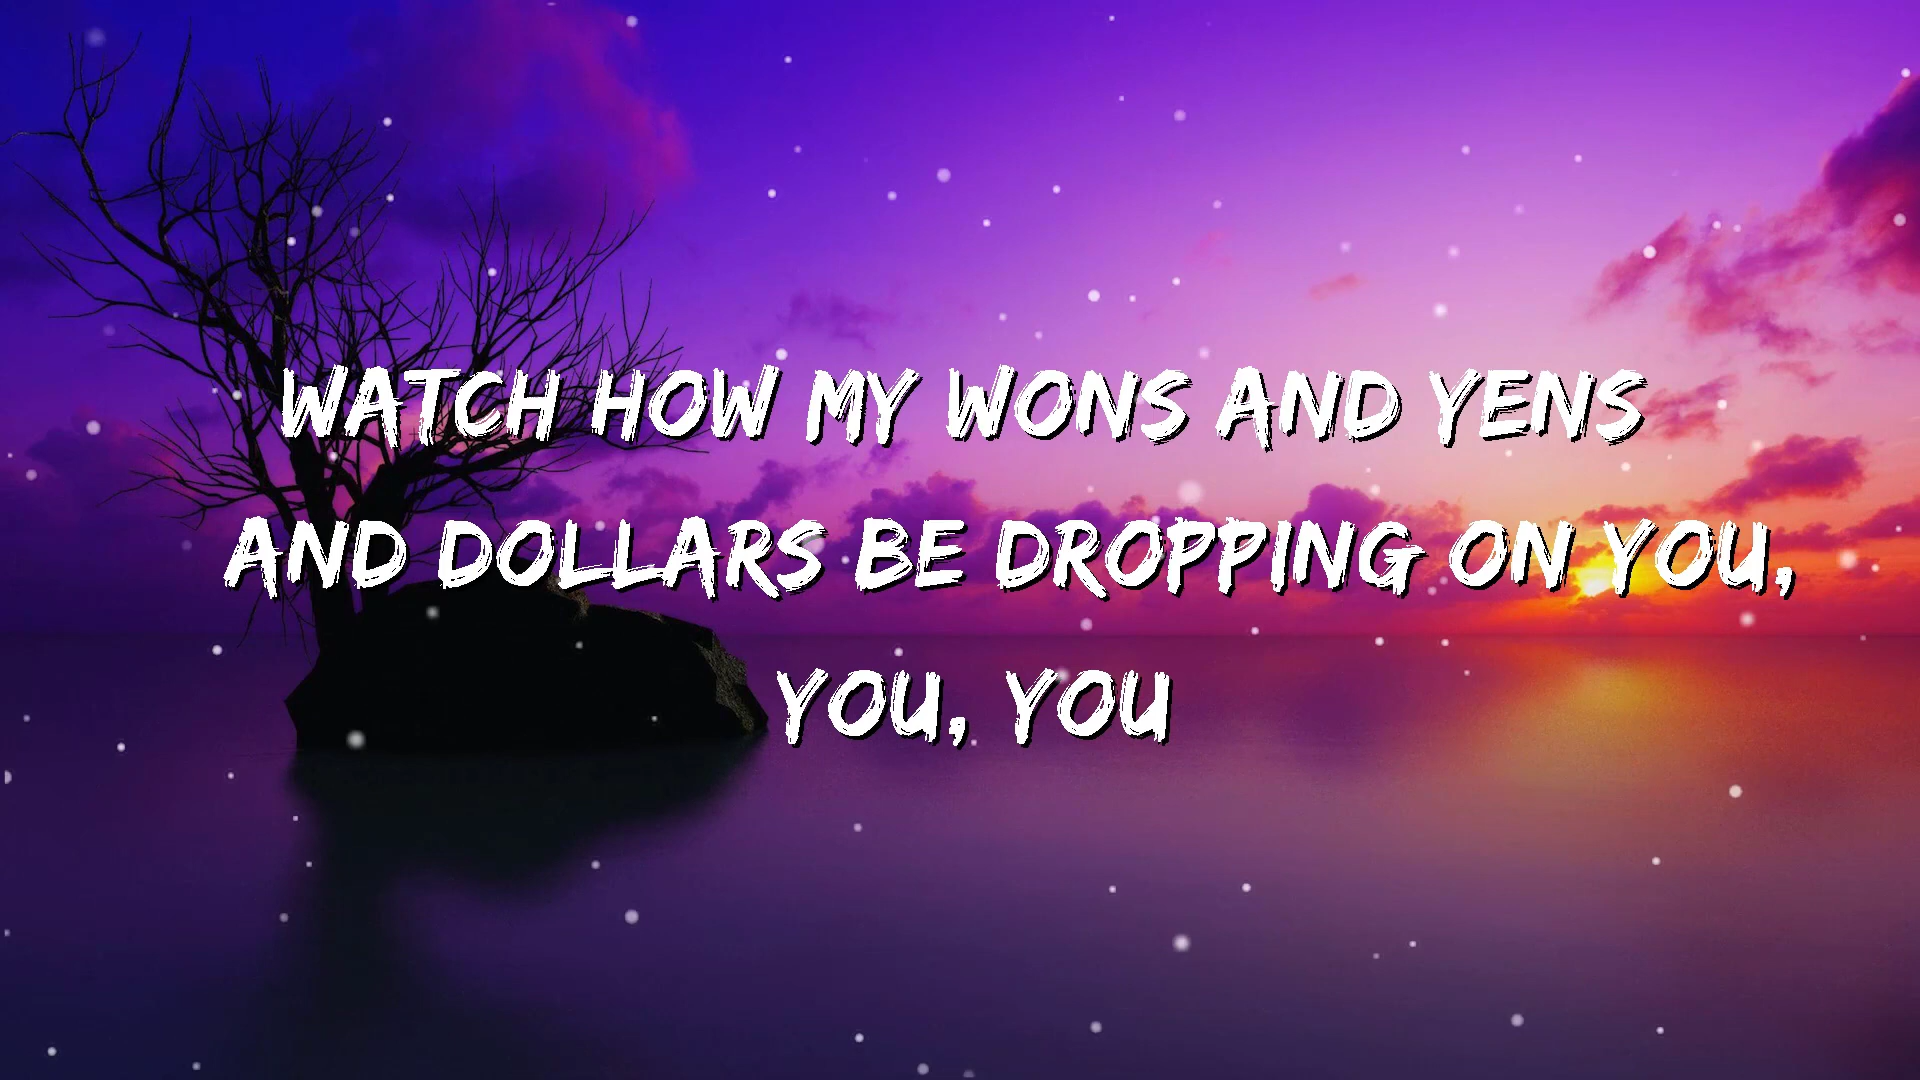 WATCH HOW MY WONS AND YENS
AND DOLLARS BE DROPPING ON YOU,
YOU, YOU